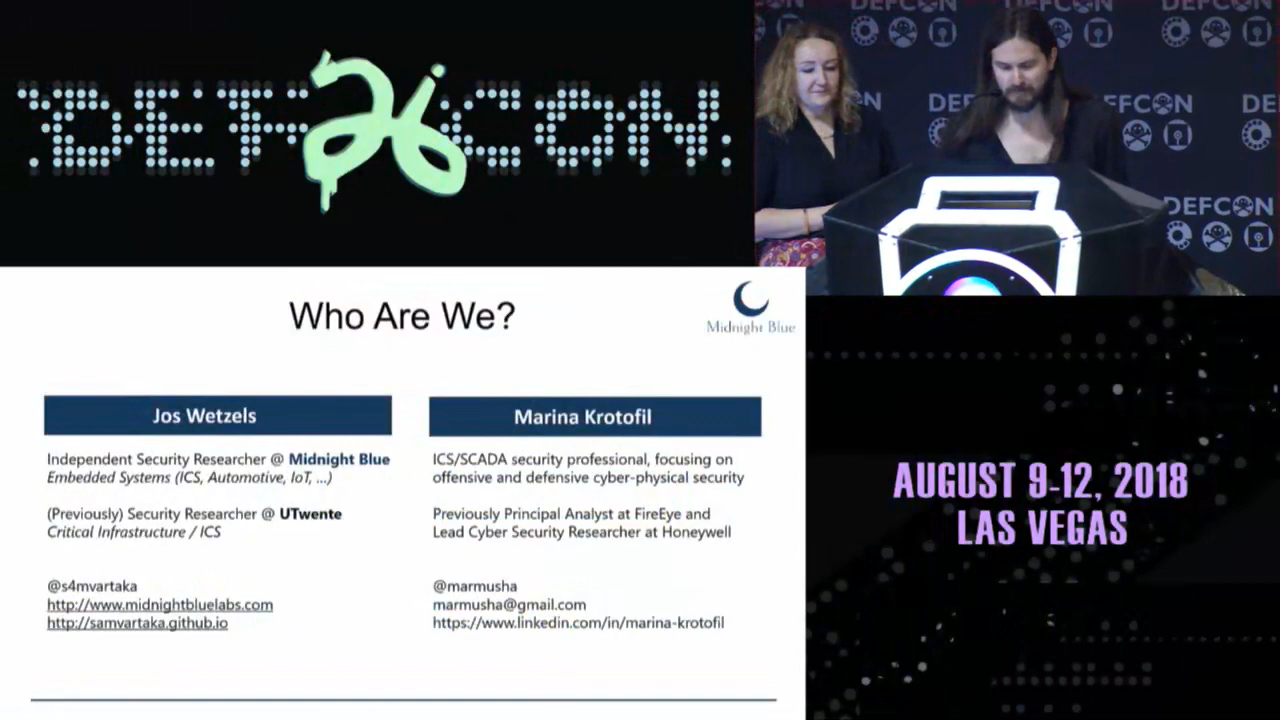 DEF 26 CON
DEFCON
DEFCON
DEFCON
DEFCON
DEFCON
Who Are We?
Midnight Blue
Jos Wetzels
Independent Security Researcher @ Midnight Blue
Embedded Systems (ICS, Automotive, IoT, ...)
(Previously) Security Researcher @ UTwente
Critical Infrastructure / ICS
@s4mvartaka
http://www.midnightbluelabs.com
http://samvartaka.github.io
Marina Krotofil
ICS/SCADA security professional, focusing on
offensive and defensive cyber-physical security
Previously Principal Analyst at FireEye and
Lead Cyber Security Researcher at Honeywell
@marmusha
marmusha@gmail.com
https://www.linkedin.com/in/marina-krotofil
AUGUST 9-12, 2018
LAS VEGAS